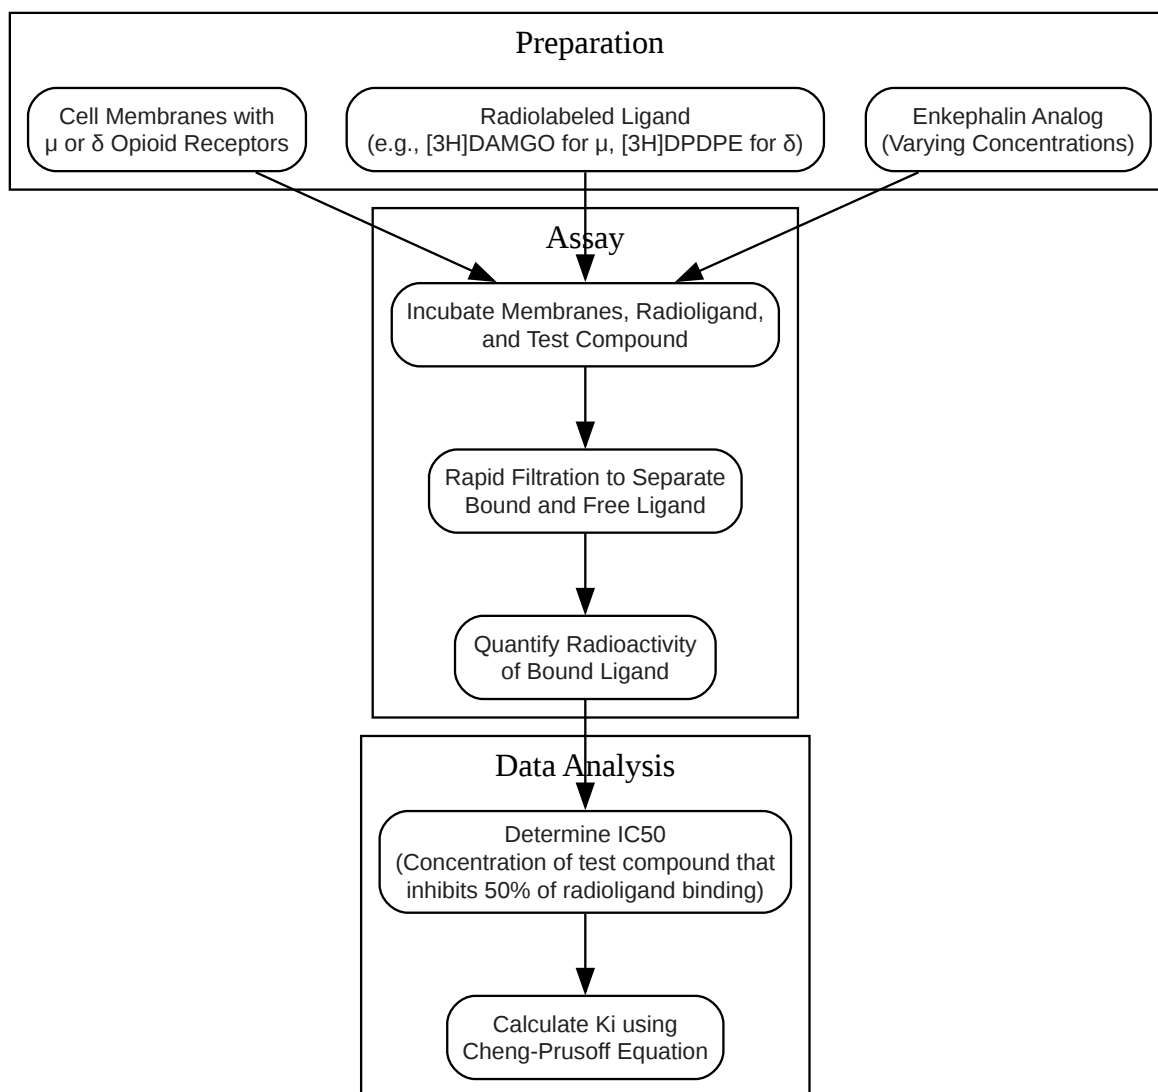 Preparation
Cell Membranes with
μ or δ Opioid Receptors
Radiolabeled Ligand
(e.g., [3H]DAMGO for μ, [3H]DPDPE for δ)
Enkephalin Analog
(Varying Concentrations)
Assay
Incubate Membranes, Radioligand,
and Test Compound
Rapid Filtration to Separate
Bound and Free Ligand
Quantify Radioactivity
of Bound Ligand
Data Analysis
Determine IC50
(Concentration of test compound that
inhibits 50% of radioligand binding)
Calculate Ki using
Cheng-Prusoff Equation